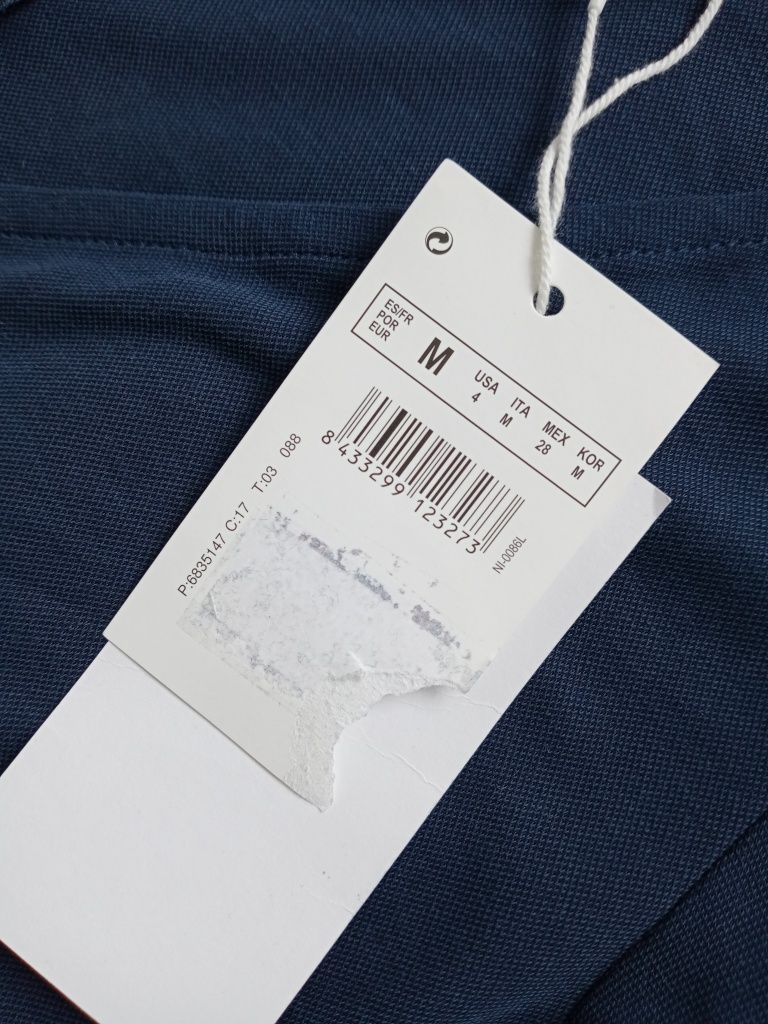 ES/FR
POR
EUR
M
USA
4
ITA
M
MEX
28
KOR
M
8 433299 123273
NI-0086L
P:6835147 C:17 T:03 088